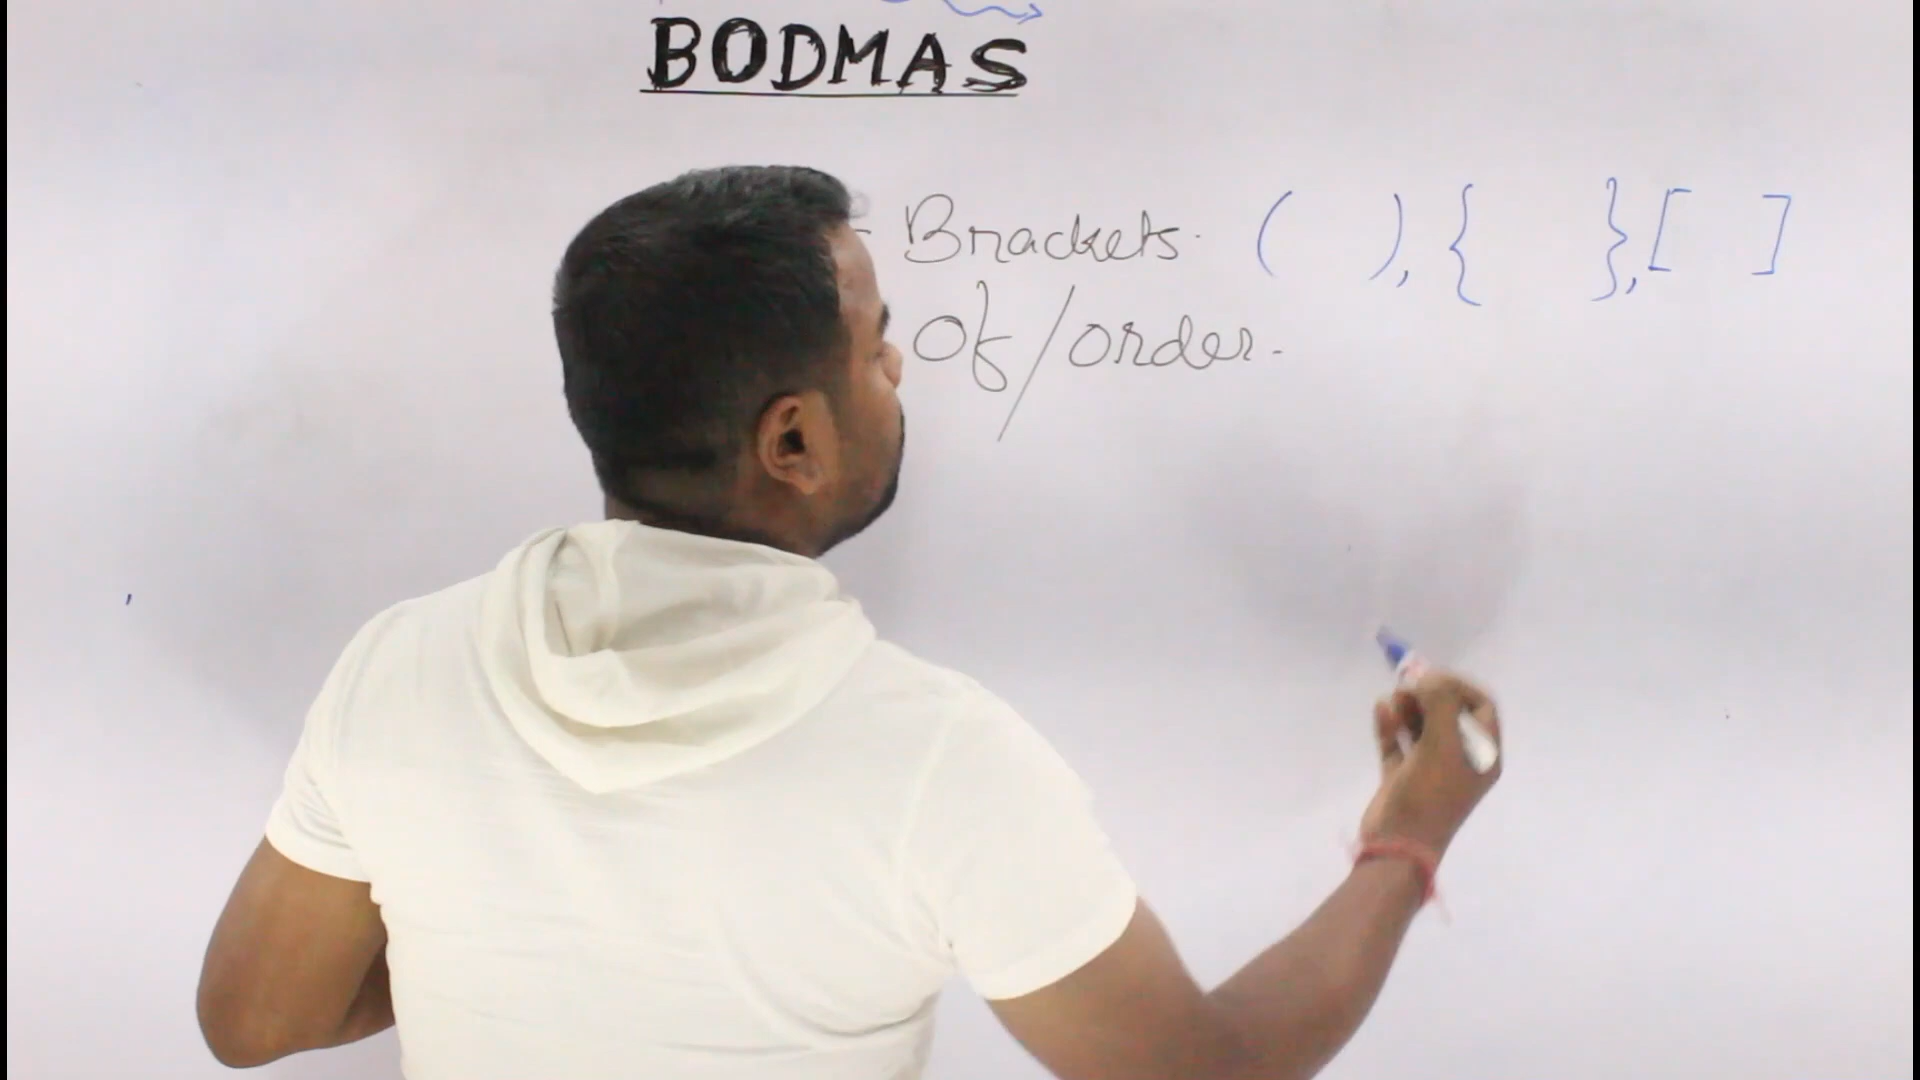 BODMAS
- Brackets. ( ), { }, [ ]
Of/order.